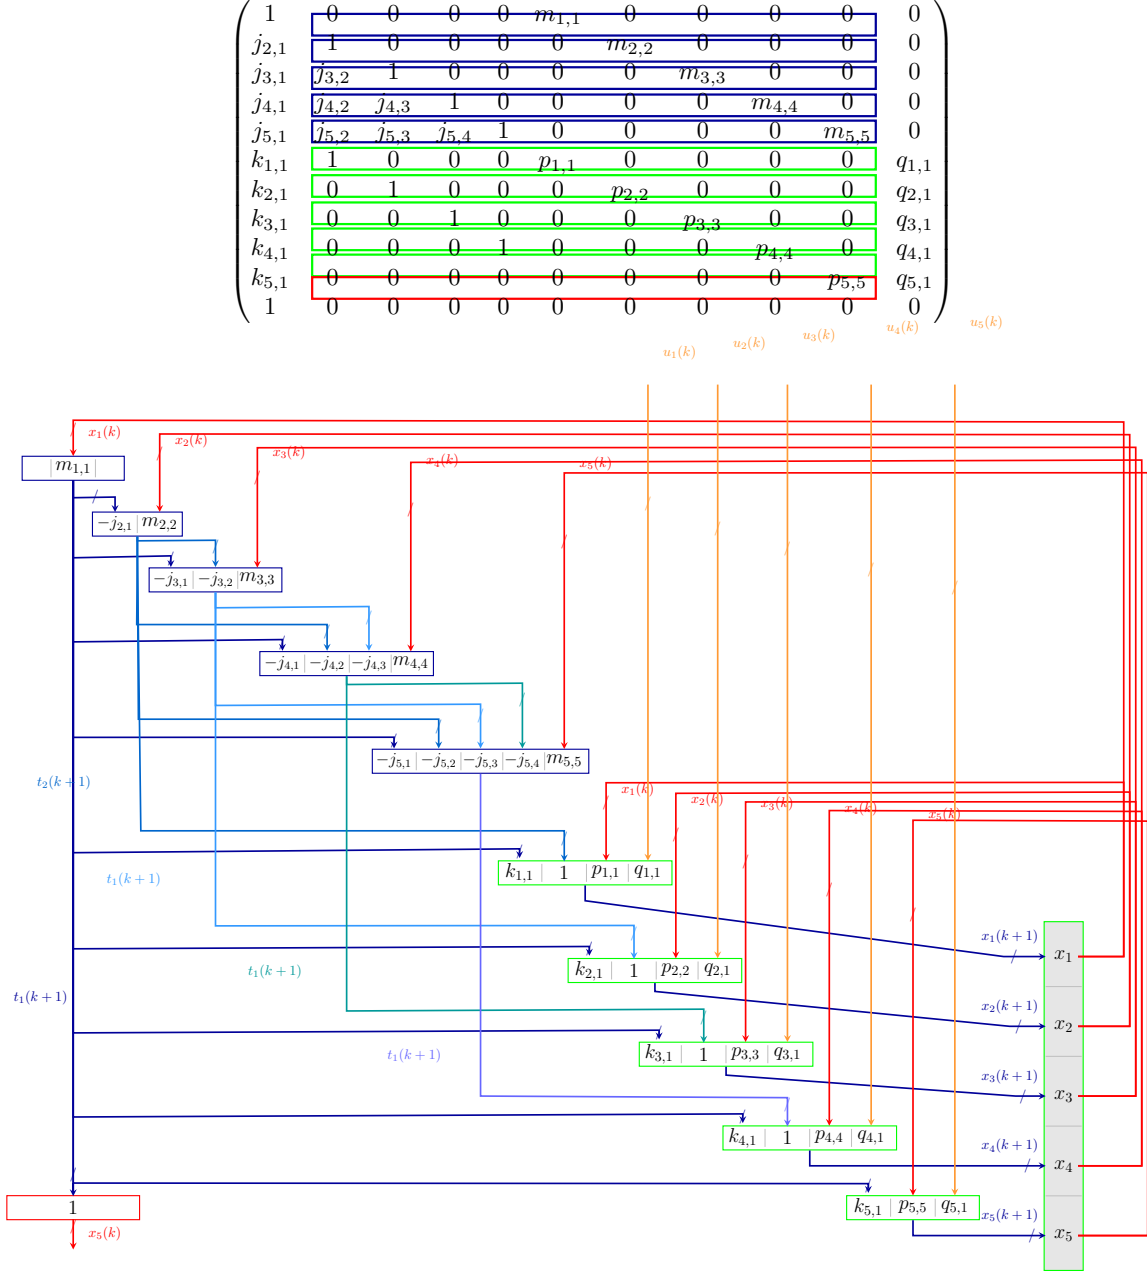 1 0 0 0 0 m1,1 0 0 0 0 0
j2,1 1 0 0 0 0 m2,2 0 0 0 0
j3,1 j3,2 1 0 0 0 0 m3,3 0 0 0
j4,1 j4,2 j4,3 1 0 0 0 0 m4,4 0 0
j5,1 j5,2 j5,3 j5,4 1 0 0 0 0 m5,5 0
k1,1 1 0 0 0 p1,1 0 0 0 0 q1,1
k2,1 0 1 0 0 0 p2,2 0 0 0 q2,1
k3,1 0 0 1 0 0 0 p3,3 0 0 q3,1
k4,1 0 0 0 1 0 0 0 p4,4 0 q4,1
k5,1 0 0 0 0 0 0 0 0 p5,5 q5,1
1 0 0 0 0 0 0 0 0 0 0
u1(k) u2(k) u3(k) u4(k) u5(k)
x1(k) x2(k) x3(k) x4(k) x5(k)
| m1,1 |
−j2,1 | m2,2
−j3,1 | −j3,2 | m3,3
−j4,1 | −j4,2 | −j4,3 | m4,4
−j5,1 | −j5,2 | −j5,3 | −j5,4 | m5,5
t2(k+1)
x1(k) x2(k) x3(k) x4(k) x5(k)
k1,1 | 1 | p1,1 | q1,1
t1(k+1)
x1(k+1) x1
k2,1 | 1 | p2,2 | q2,1
t1(k+1)
t1(k+1)
x2(k+1) x2
k3,1 | 1 | p3,3 | q3,1
t1(k+1)
x3(k+1) x3
k4,1 | 1 | p4,4 | q4,1
x4(k+1) x4
1
k5,1 | p5,5 | q5,1
x5(k+1) x5
x5(k)